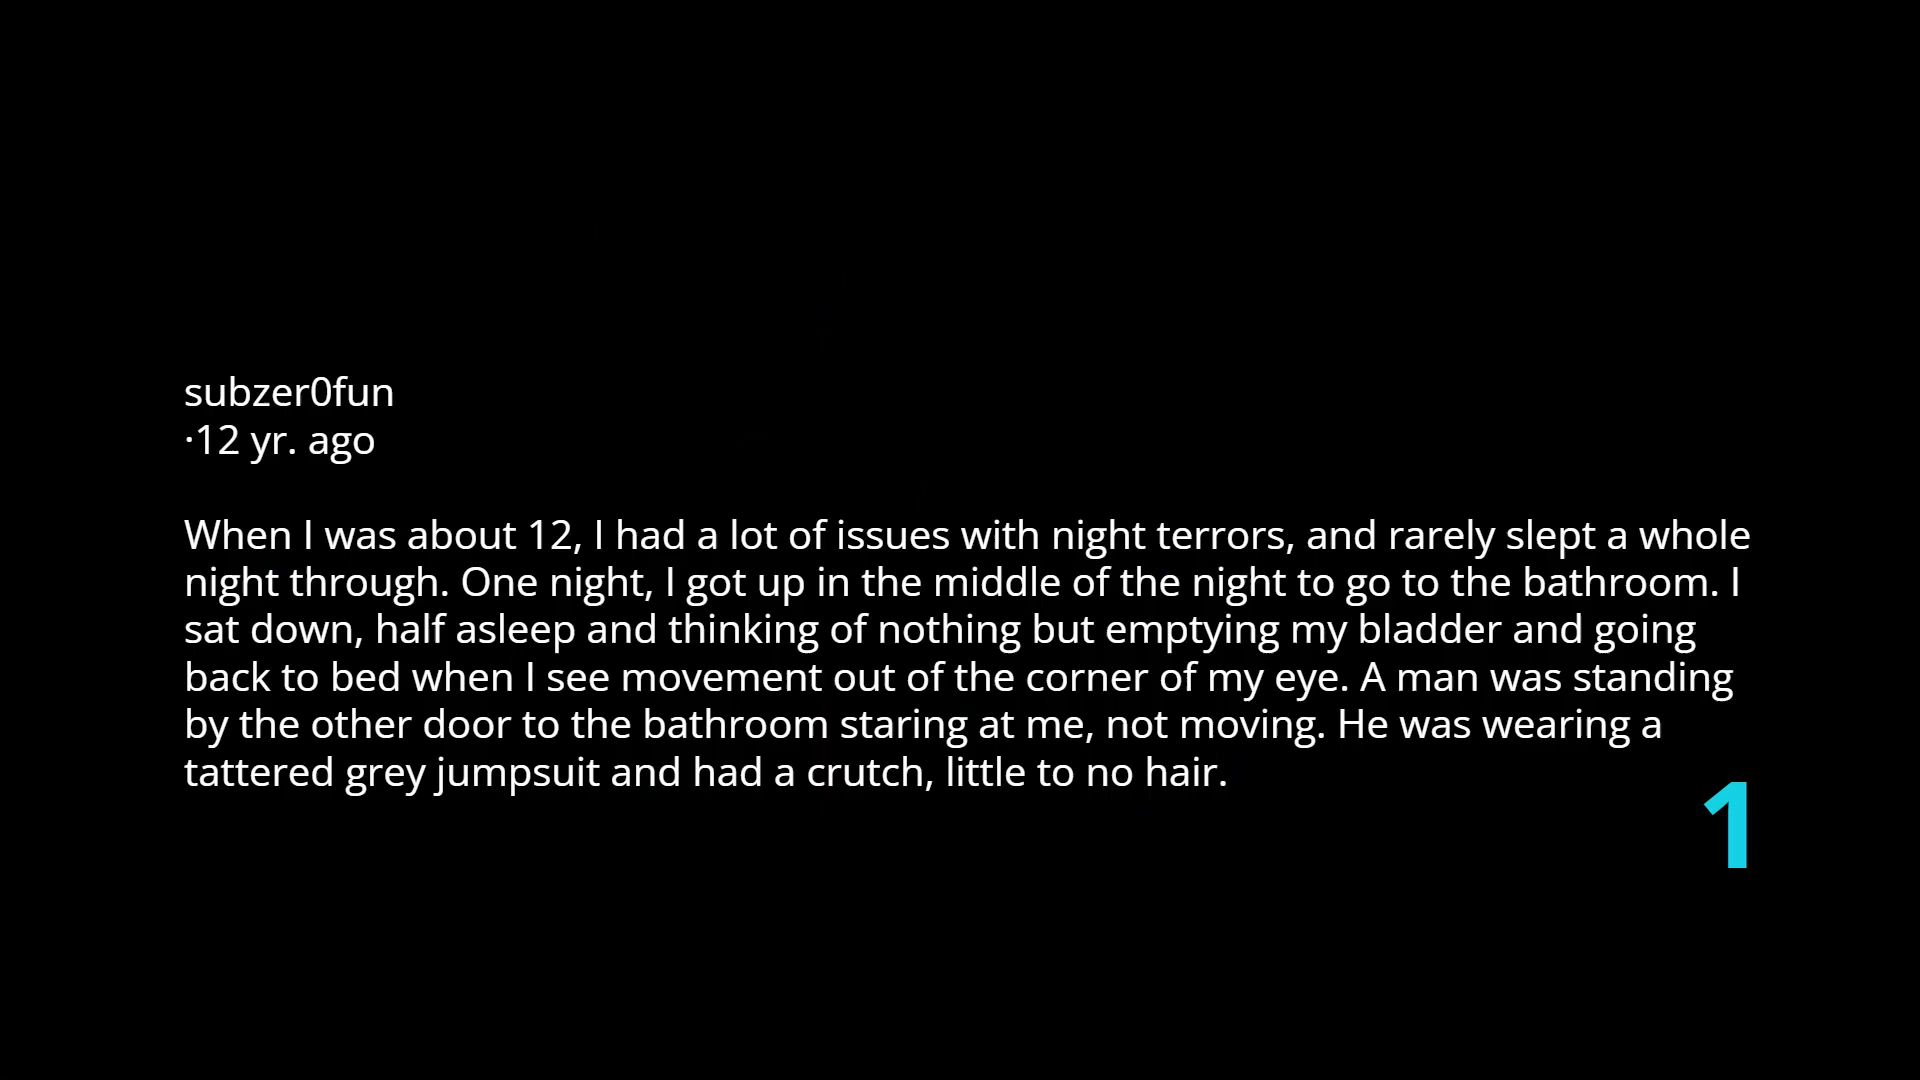 subzer0fun
·12 yr. ago
When I was about 12, I had a lot of issues with night terrors, and rarely slept a whole
night through. One night, I got up in the middle of the night to go to the bathroom. I
sat down, half asleep and thinking of nothing but emptying my bladder and going
back to bed when I see movement out of the corner of my eye. A man was standing
by the other door to the bathroom staring at me, not moving. He was wearing a
tattered grey jumpsuit and had a crutch, little to no hair.
1